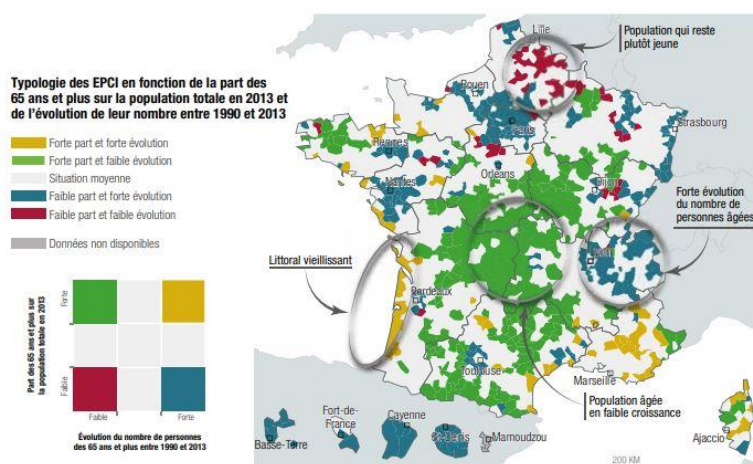 Typologie des EPCI en fonction de la part des
65 ans et plus sur la population totale en 2013 et
de l'évolution de leur nombre entre 1990 et 2013
Forte part et forte évolution
Forte part et faible évolution
Situation moyenne
Faible part et forte évolution
Faible part et faible évolution
Données non disponibles
Part des 65 ans et plus sur
la population totale en 2013
Forte
Faible
Faible
Forte
Évolution du nombre de personnes
des 65 ans et plus entre 1990 et 2013
Lille
Population qui reste
plutôt jeune
Rouen
Paris
Strasbourg
Rennes
Orléans
Nantes
Dijon
Forte évolution
du nombre de
personnes âgées
Lyon
Littoral vieillissant
Bordeaux
Toulouse
Marseille
Population âgée
en faible croissance
Ajaccio
Basse-Terre
Fort-de-
France
Cayenne
St-Denis
Mamoudzou
200 KM